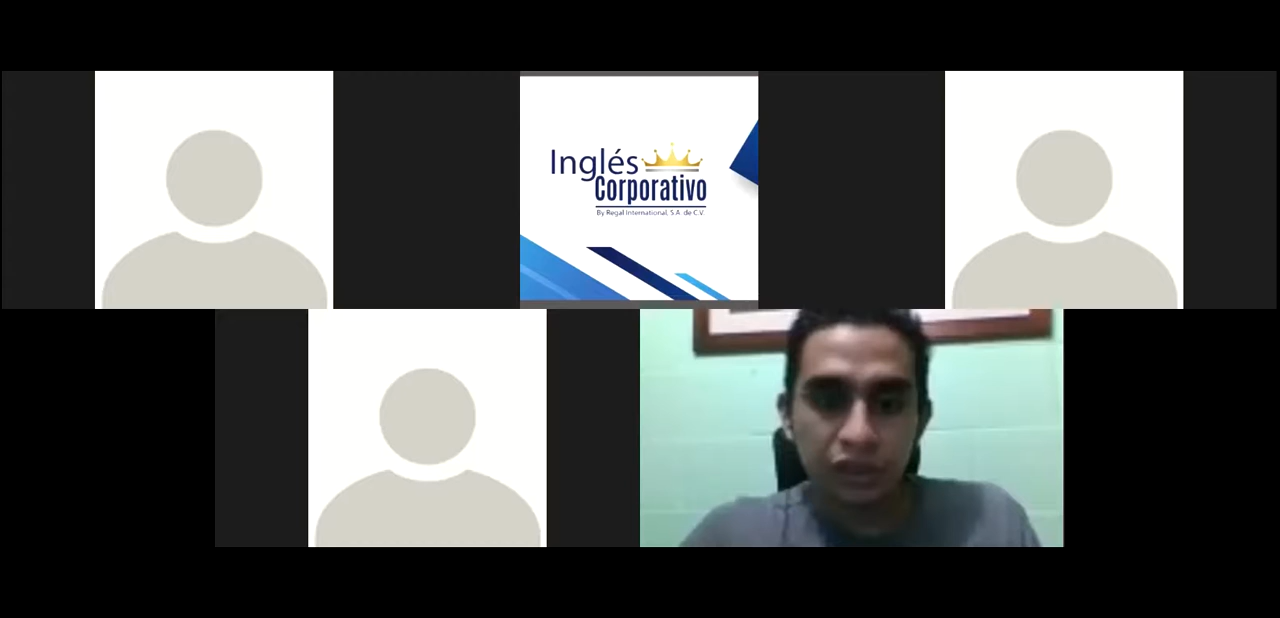 Inglés
Corporativo
By Regal International, S.A. de C.V.